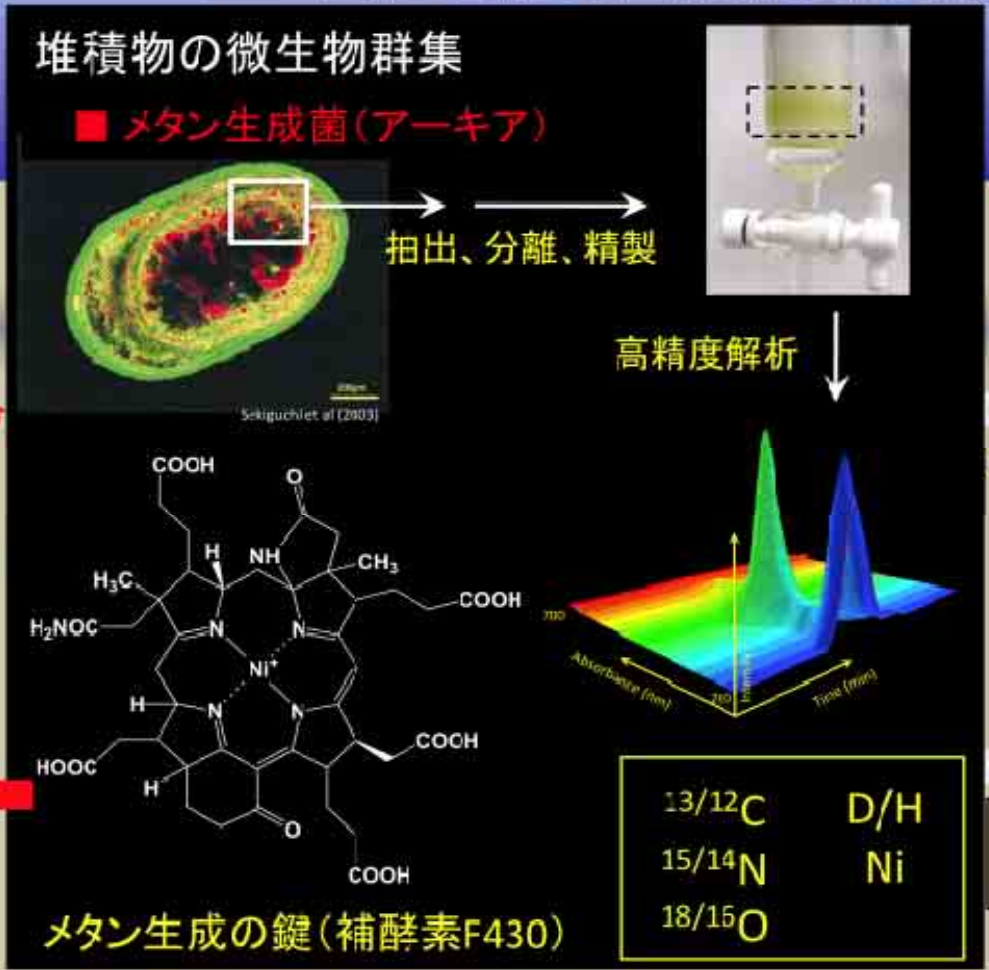 堆積物の微生物群集
■ メタン生成菌(アーキア)
抽出、分離、精製
高精度解析
Sekiguchi et al (2003)
COOH
O
H
NH
CH₃
H₃C
COOH
H₂NOC
N
N
Ni⁺
H
N
N
COOH
HOOC
H
O
COOH
700
Absorbance (nm)
Time (min)
13/12C D/H
15/14N Ni
18/16O
メタン生成の鍵(補酵素F430)